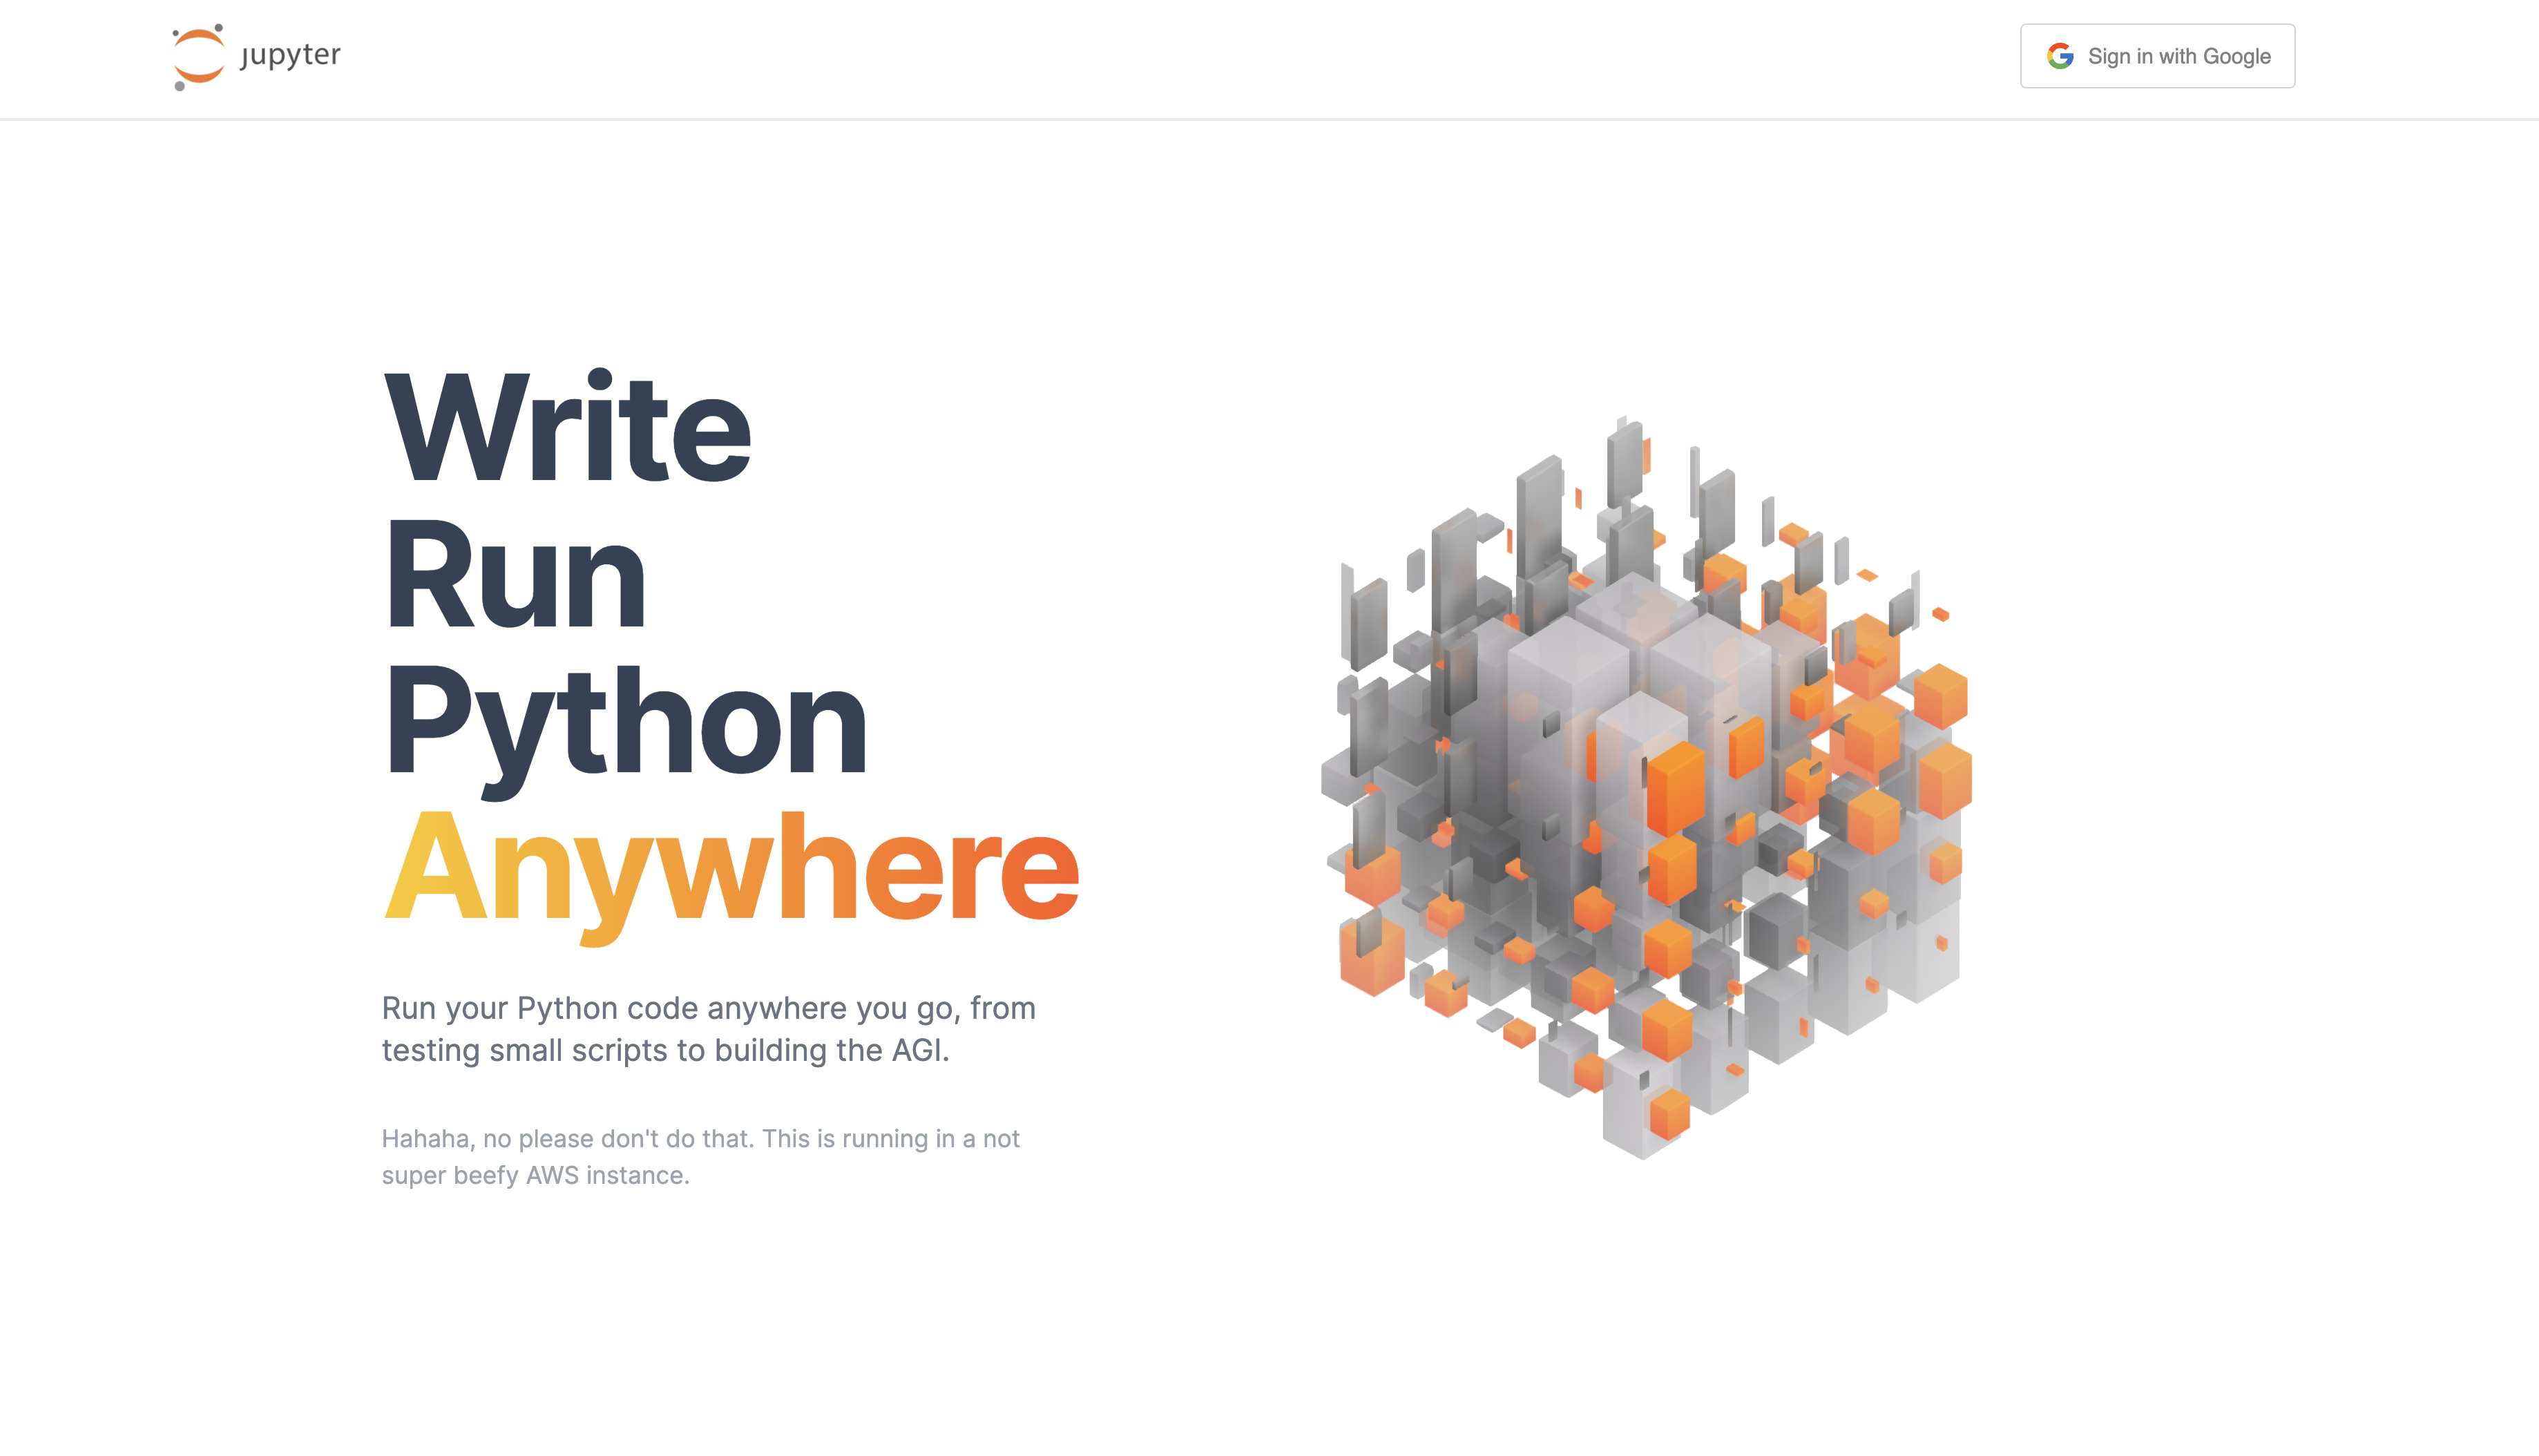 jupyter
Sign in with Google
Write
Run
Python
Anywhere
Run your Python code anywhere you go, from
testing small scripts to building the AGI.
Hahaha, no please don't do that. This is running in a not
super beefy AWS instance.